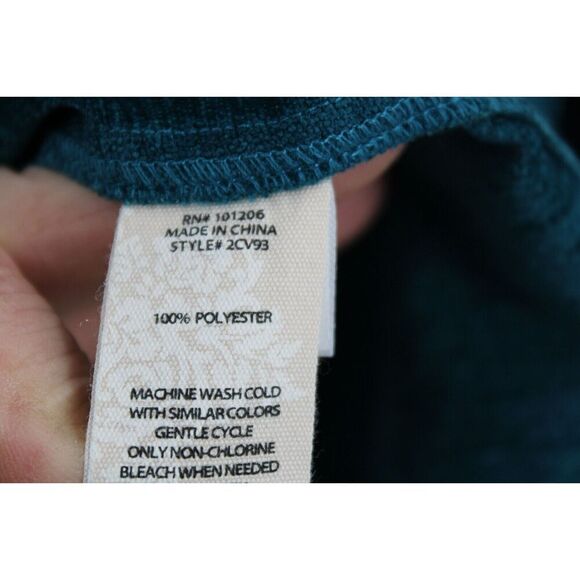 RN# 101206
MADE IN CHINA
STYLE# 2CV93
100% POLYESTER
MACHINE WASH COLD
WITH SIMILAR COLORS
GENTLE CYCLE
ONLY NON-CHLORINE
BLEACH WHEN NEEDED